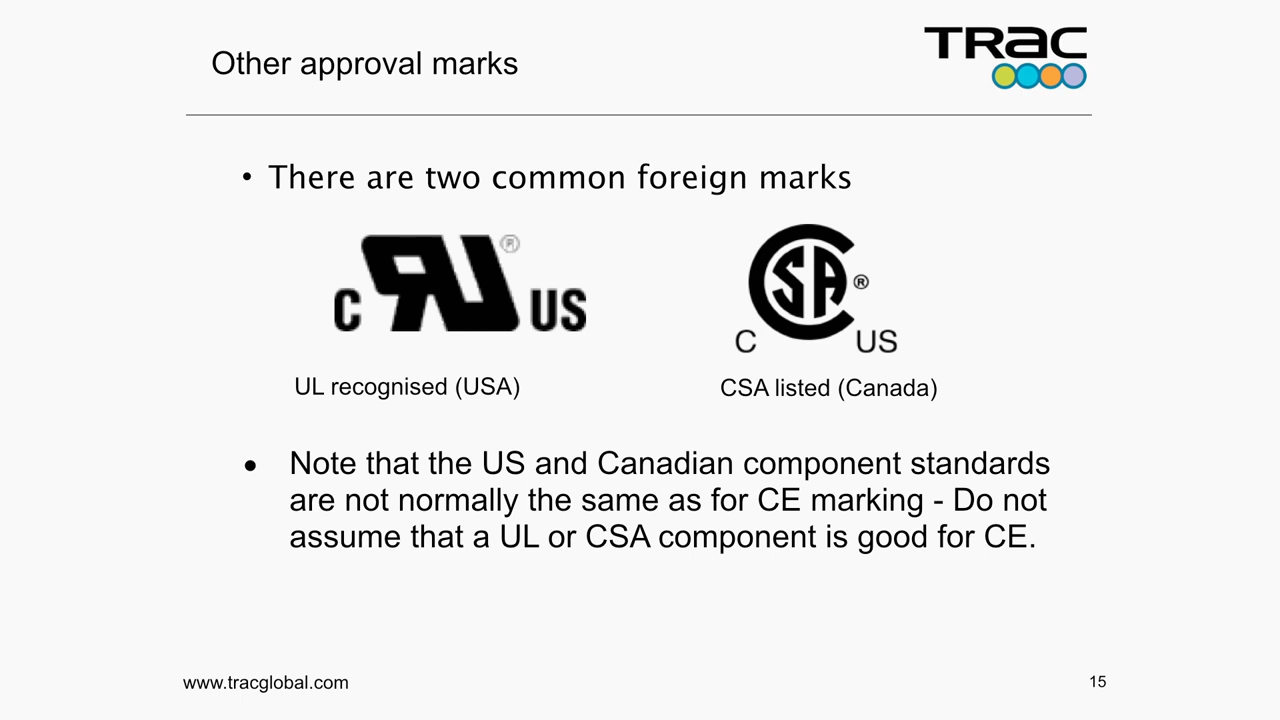 Other approval marks
TRac
• There are two common foreign marks
C RU ® US
CSA ®
C US
UL recognised (USA)
CSA listed (Canada)
• Note that the US and Canadian component standards
are not normally the same as for CE marking - Do not
assume that a UL or CSA component is good for CE.
www.tracglobal.com
15